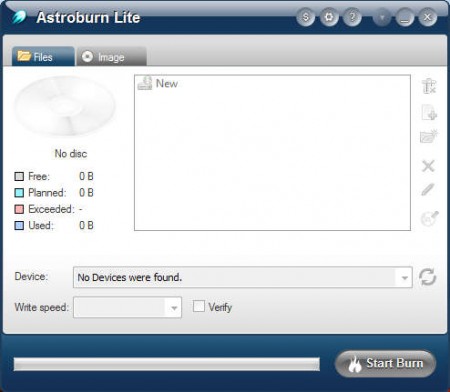 Astroburn Lite
$ ?
Files Image
New
No disc
Free: 0 B
Planned: 0 B
Exceeded: -
Used: 0 B
Device: No Devices were found.
Write speed: Verify
Start Burn